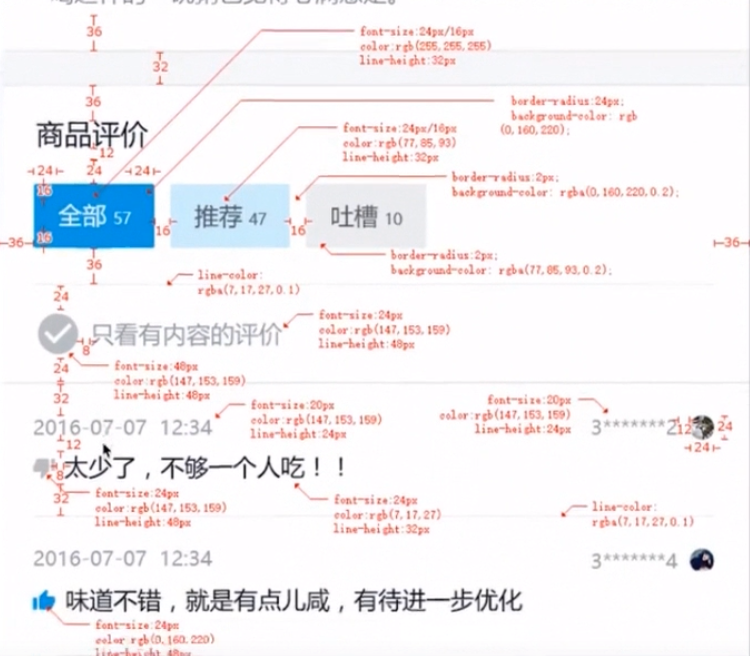 36
font-size:24px/16px
color:rgb(255,255,255)
line-height:32px
32
36
border-radius:24px;
background-color: rgb
(0,160,220);
商品评价
12
font-size:24px/16px
color:rgb(77,85,93)
line-height:32px
24 24 24
border-radius:2px;
background-color: rgba(0,160,220,0.2);
16
全部 57
16
推荐 47
16
吐槽 10
16
36
36
36
border-radius:2px;
background-color: rgba(77,85,93,0.2);
line-color:
rgba(7,17,27,0.1)
24
只看有内容的评价
8
font-size:24px
color:rgb(147,153,159)
line-height:48px
24
font-size:48px
color:rgb(147,153,159)
line-height:48px
32
font-size:20px
color:rgb(147,153,159)
line-height:24px
font-size:20px
color:rgb(147,153,159)
line-height:24px
2016-07-07 12:34
3*******2
12
24
24
12
8
太少了，不够一个人吃！！
32
font-size:24px
color:rgb(147,153,159)
line-height:48px
font-size:24px
color:rgb(7,17,27)
line-height:32px
line-color:
rgba(7,17,27,0.1)
2016-07-07 12:34
3*******4
味道不错，就是有点儿咸，有待进一步优化
font-size:24px
color rgb(0,160,220)
line-height:48px